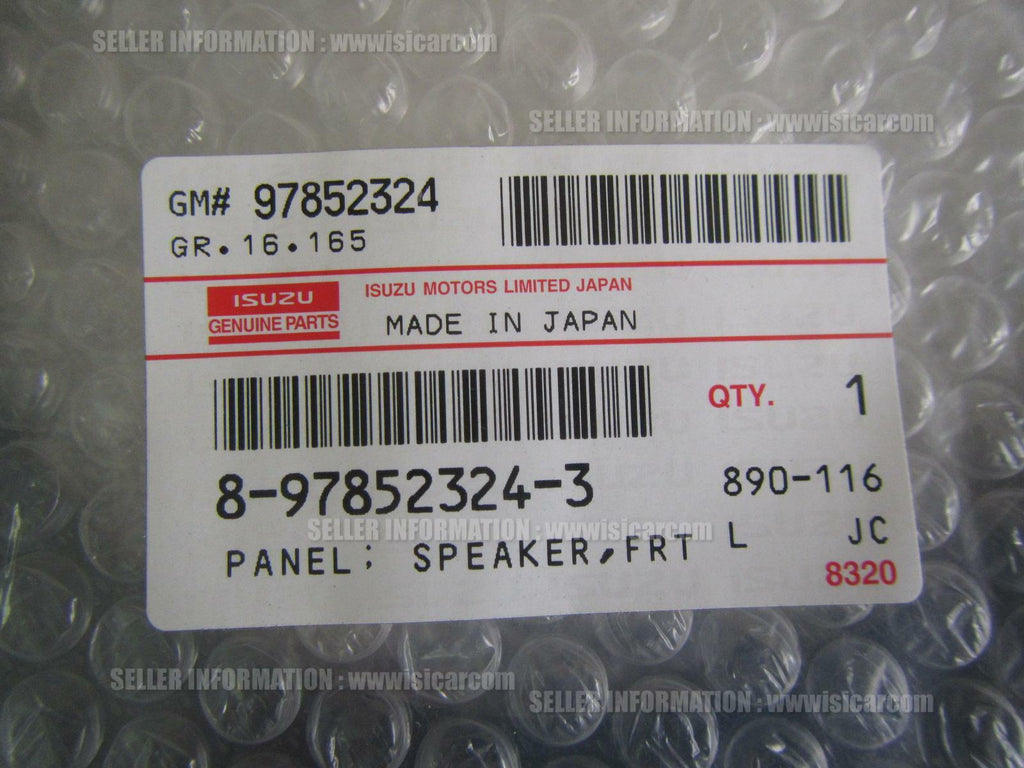 SELLER INFORMATION : wwwisicarcom
SELLER INFORMATION : wwwisicarcom
GM# 97852324
GR.16.165
ISUZU
GENUINE PARTS
ISUZU MOTORS LIMITED JAPAN
MADE IN JAPAN
QTY. 1
8-97852324-3
890-116
SELLER INFORMATION : wwwisicarcom
PANEL; SPEAKER,FRT L JC
8320
SELLER INFORMATION : wwwisicarcom
SELLER INFORMATION : wwwisicarcom